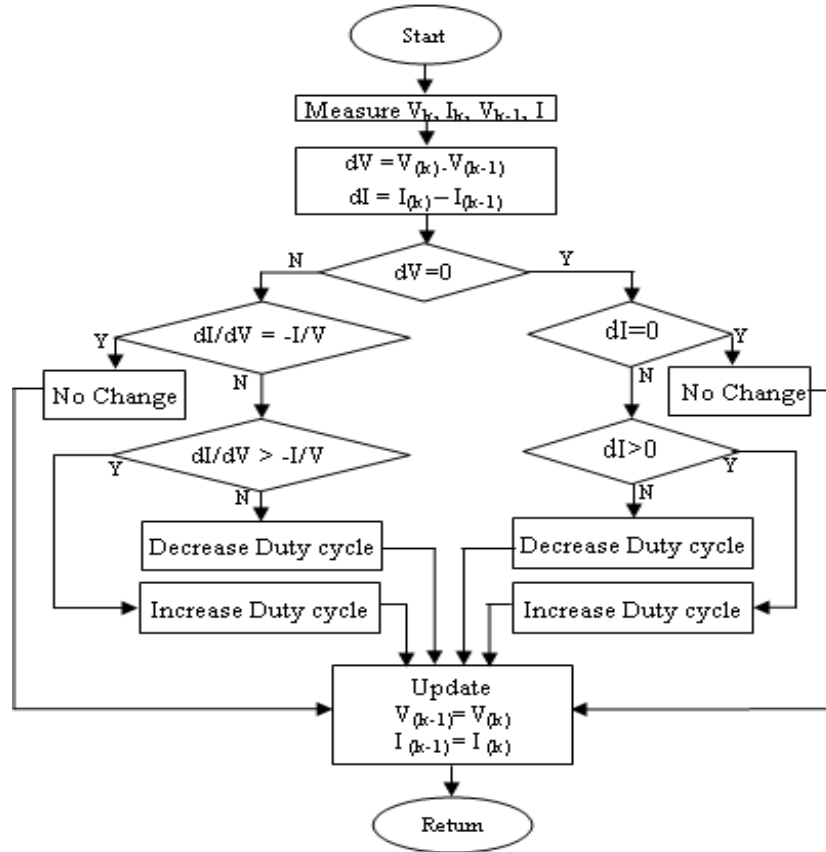 Start
Measure Vk, Ik, Vk-1, I
dV = V(k)-V(k-1)
dI = I(k) – I(k-1)
dV=0
N
Y
dI/dV = -I/V
Y
N
dI=0
Y
N
No Change
No Change
dI/dV > -I/V
Y
N
dI>0
Y
N
Decrease Duty cycle
Decrease Duty cycle
Increase Duty cycle
Increase Duty cycle
Update
V(k-1)= V(k)
I (k-1)= I (k)
Return